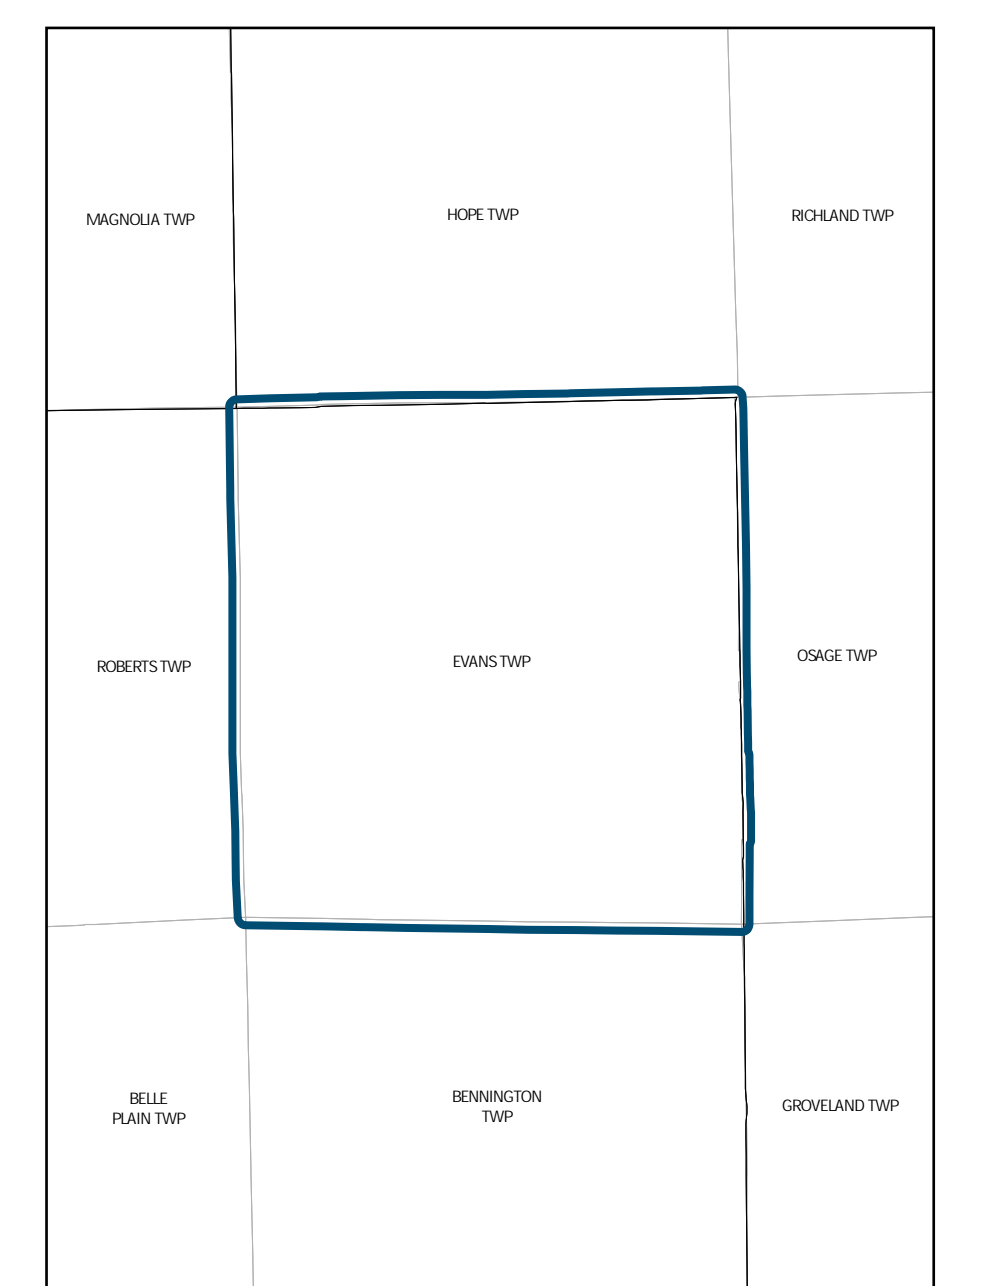 MAGNOLIA TWP
HOPE TWP
RICHLAND TWP
ROBERTS TWP
EVANS TWP
OSAGE TWP
BELLE
PLAIN TWP
BENNINGTON
TWP
GROVELAND TWP